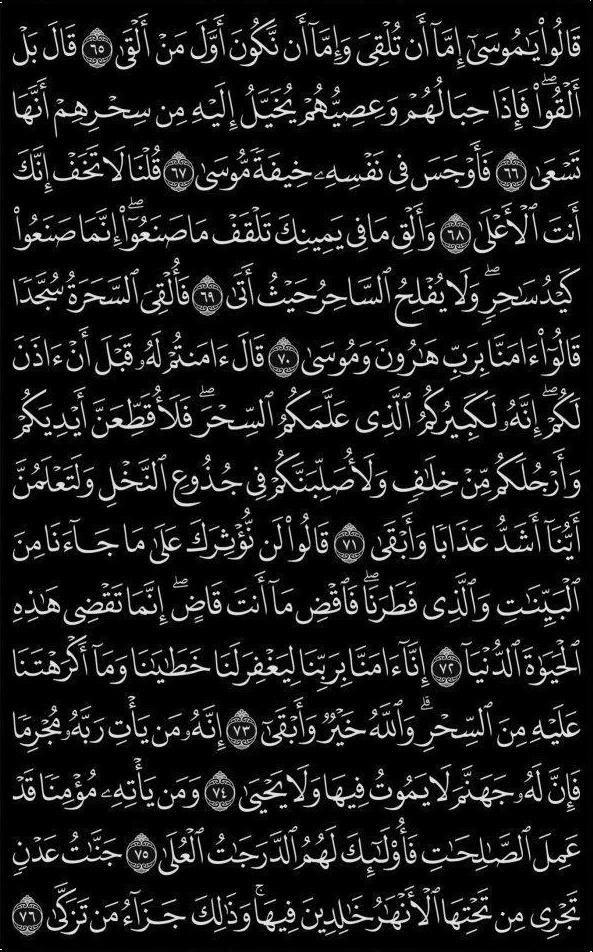 قَالُوا۟ يَـٰمُوسَىٰٓ إِمَّآ أَن تُلْقِىَ وَإِمَّآ أَن نَّكُونَ أَوَّلَ مَنْ أَلْقَىٰ ٦٥ قَالَ بَلْ
أَلْقُوا۟ ۖ فَإِذَا حِبَالُهُمْ وَعِصِيُّهُمْ يُخَيَّلُ إِلَيْهِ مِن سِحْرِهِمْ أَنَّهَا
تَسْعَىٰ ٦٦ فَأَوْجَسَ فِى نَفْسِهِۦ خِيفَةً مُّوسَىٰ ٦٧ قُلْنَا لَا تَخَفْ إِنَّكَ
أَنتَ ٱلْأَعْلَىٰ ٦٨ وَأَلْقِ مَا فِى يَمِينِكَ تَلْقَفْ مَا صَنَعُوٓا۟ ۖ إِنَّمَا صَنَعُوا۟
كَيْدُ سَـٰحِرٍ ۖ وَلَا يُفْلِحُ ٱلسَّاحِرُ حَيْثُ أَتَىٰ ٦٩ فَأُلْقِىَ ٱلسَّحَرَةُ سُجَّدًا
قَالُوٓا۟ ءَامَنَّا بِرَبِّ هَـٰرُونَ وَمُوسَىٰ ٧٠ قَالَ ءَامَنتُمْ لَهُۥ قَبْلَ أَنْ ءَاذَنَ
لَكُمْ ۖ إِنَّهُۥ لَكَبِيرُكُمُ ٱلَّذِى عَلَّمَكُمُ ٱلسِّحْرَ ۖ فَلَأُقَطِّعَنَّ أَيْدِيَكُمْ
وَأَرْجُلَكُم مِّنْ خِلَـٰفٍ وَلَأُصَلِّبَنَّكُمْ فِى جُذُوعِ ٱلنَّخْلِ وَلَتَعْلَمُنَّ
أَيُّنَآ أَشَدُّ عَذَابًا وَأَبْقَىٰ ٧١ قَالُوا۟ لَن نُّؤْثِرَكَ عَلَىٰ مَا جَآءَنَا مِنَ
ٱلْبَيِّنَـٰتِ وَٱلَّذِى فَطَرَنَا ۖ فَٱقْضِ مَآ أَنتَ قَاضٍ ۖ إِنَّمَا تَقْضِى هَـٰذِهِ
ٱلْحَيَوٰةَ ٱلدُّنْيَآ ٧٢ إِنَّآ ءَامَنَّا بِرَبِّنَا لِيَغْفِرَ لَنَا خَطَـٰيَـٰنَا وَمَآ أَكْرَهْتَنَا
عَلَيْهِ مِنَ ٱلسِّحْرِ ۗ وَٱللَّهُ خَيْرٌ وَأَبْقَىٰٓ ٧٣ إِنَّهُۥ مَن يَأْتِ رَبَّهُۥ مُجْرِمًا
فَإِنَّ لَهُۥ جَهَنَّمَ لَا يَمُوتُ فِيهَا وَلَا يَحْيَىٰ ٧٤ وَمَن يَأْتِهِۦ مُؤْمِنًا قَدْ
عَمِلَ ٱلصَّـٰلِحَـٰتِ فَأُو۟لَـٰٓئِكَ لَهُمُ ٱلدَّرَجَـٰتُ ٱلْعُلَىٰ ٧٥ جَنَّـٰتُ عَدْنٍ
تَجْرِى مِن تَحْتِهَا ٱلْأَنْهَـٰرُ خَـٰلِدِينَ فِيهَا ۚ وَذَٰلِكَ جَزَآءُ مَن تَزَكَّىٰ ٧٦